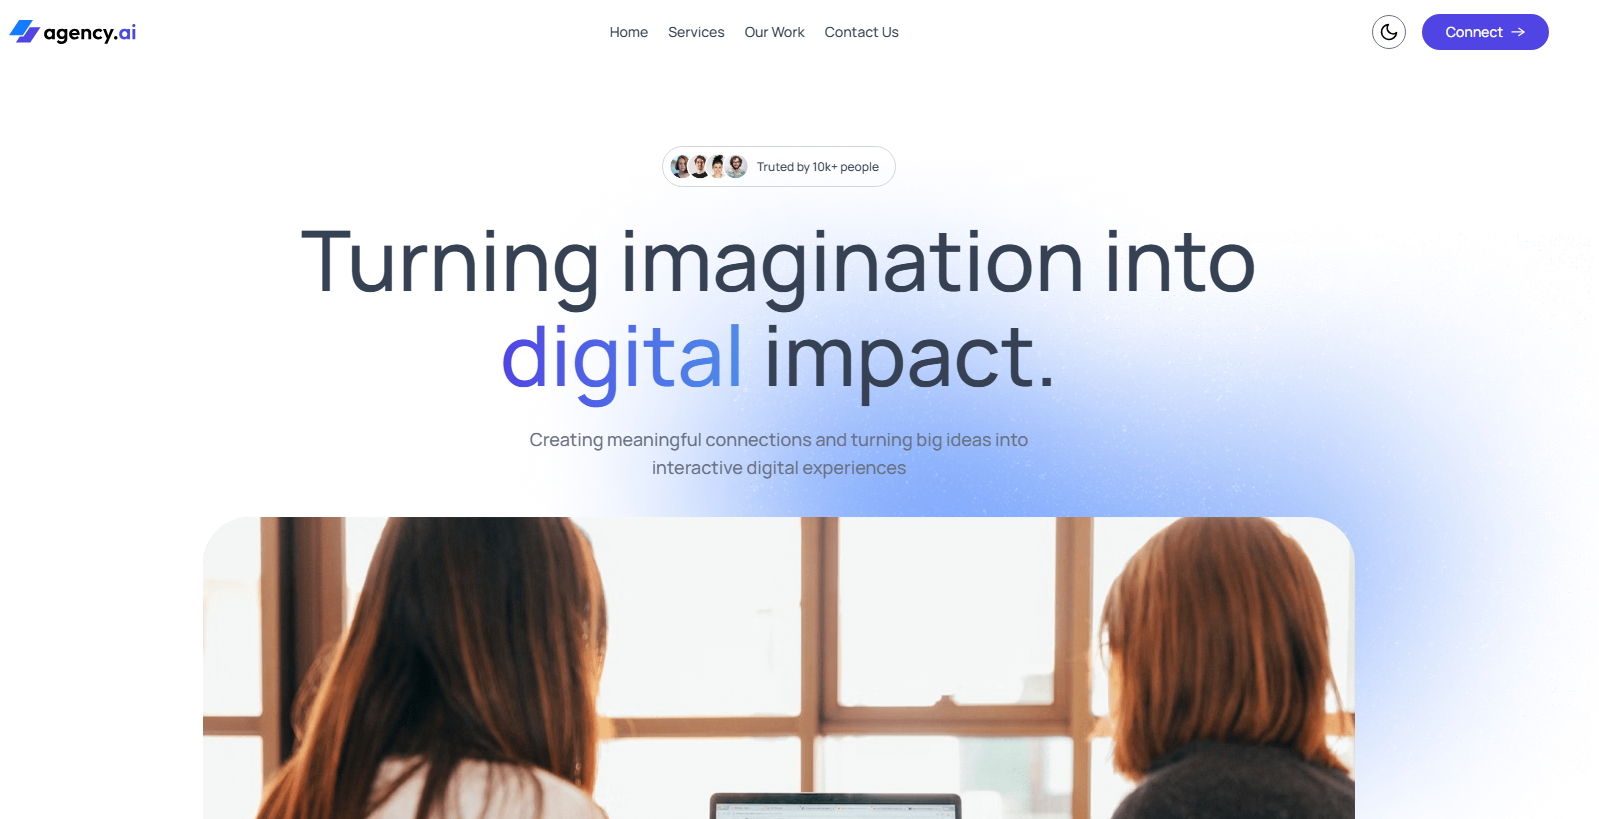 agency.ai
Home Services Our Work Contact Us
Connect
Truted by 10k+ people
Turning imagination into
digital impact.
Creating meaningful connections and turning big ideas into
interactive digital experiences